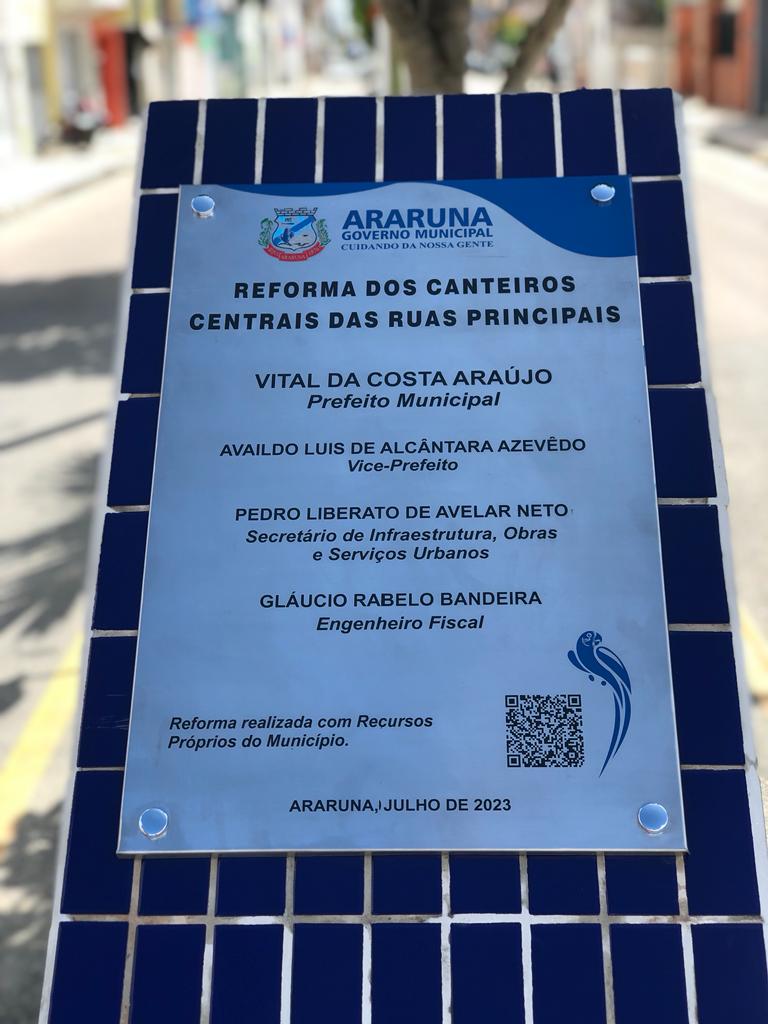 ARARUNA
GOVERNO MUNICIPAL
CUIDANDO DA NOSSA GENTE
REFORMA DOS CANTEIROS
CENTRAIS DAS RUAS PRINCIPAIS
VITAL DA COSTA ARAÚJO
Prefeito Municipal
AVAILDO LUIS DE ALCÂNTARA AZEVÊDO
Vice-Prefeito
PEDRO LIBERATO DE AVELAR NETO
Secretário de Infraestrutura, Obras
e Serviços Urbanos
GLÁUCIO RABELO BANDEIRA
Engenheiro Fiscal
Reforma realizada com Recursos
Próprios do Município.
ARARUNA, JULHO DE 2023